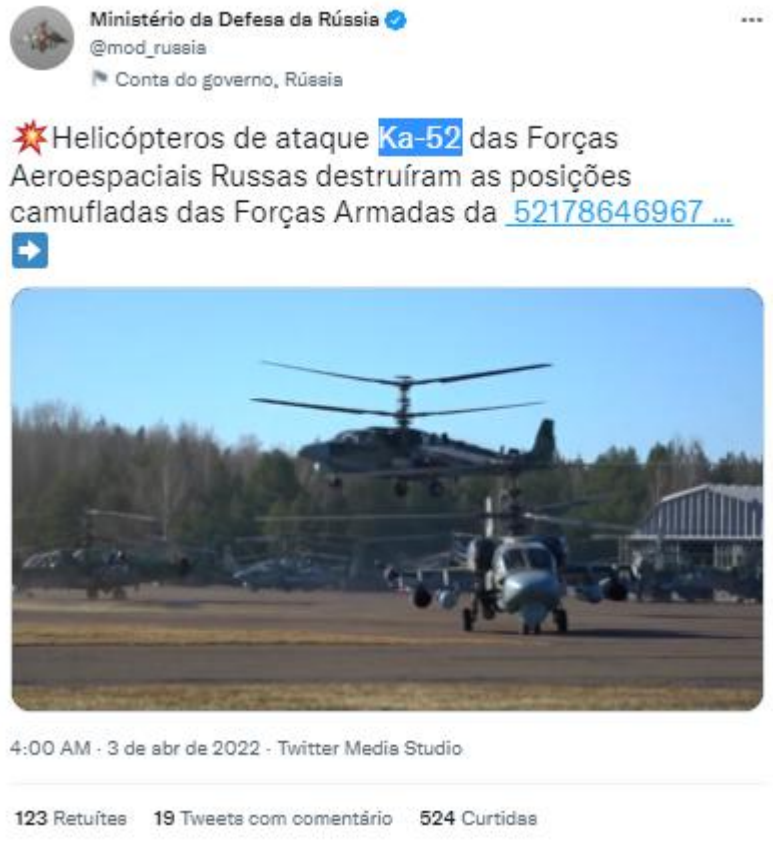 Ministério da Defesa da Rússia
@mod_russia
Conta do governo, Rússia
Helicópteros de ataque Ka-52 das Forças
Aeroespaciais Russas destruíram as posições
camufladas das Forças Armadas da 52178646967 ...
4:00 AM · 3 de abr de 2022 · Twitter Media Studio
123 Retuítes 19 Tweets com comentário 524 Curtidas